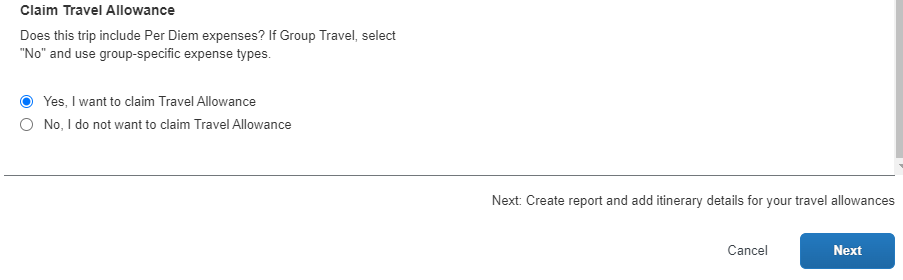 Claim Travel Allowance
Does this trip include Per Diem expenses? If Group Travel, select
"No" and use group-specific expense types.
Yes, I want to claim Travel Allowance
No, I do not want to claim Travel Allowance
Next: Create report and add itinerary details for your travel allowances
Cancel Next